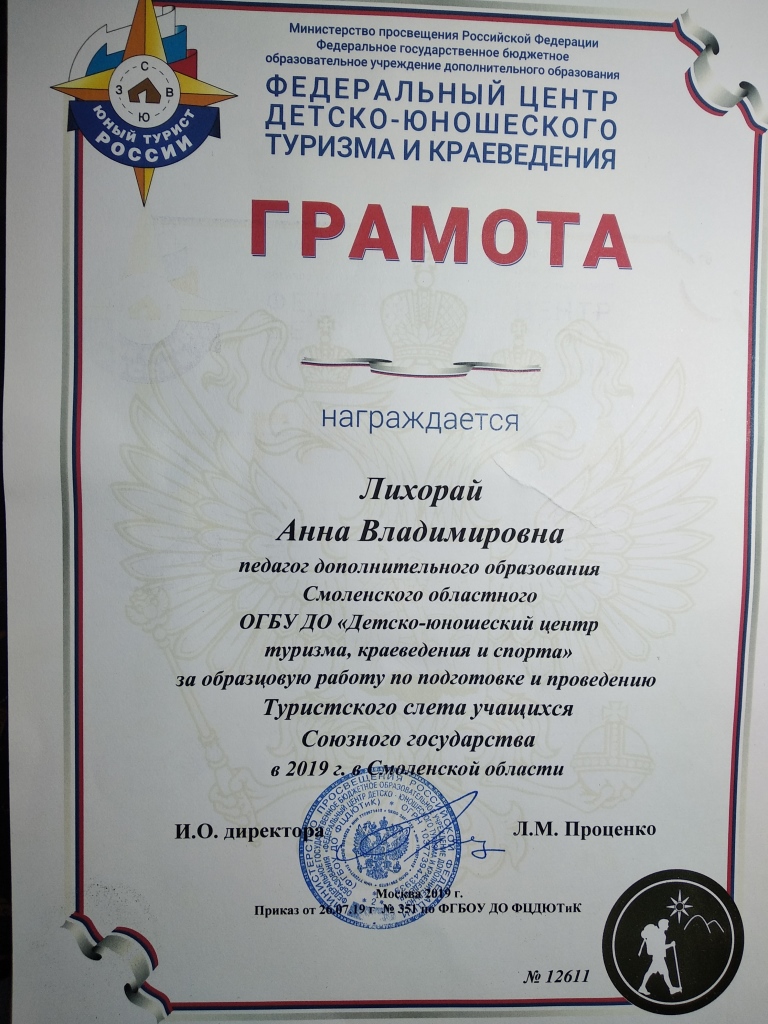 Министерство просвещения Российской Федерации
Федеральное государственное бюджетное
образовательное учреждение дополнительного образования
ФЕДЕРАЛЬНЫЙ ЦЕНТР
ДЕТСКО-ЮНОШЕСКОГО
ТУРИЗМА И КРАЕВЕДЕНИЯ
С
З В
Ю
ЮНЫЙ ТУРИСТ
РОССИИ
ГРАМОТА
награждается
Лихорай
Анна Владимировна
педагог дополнительного образования
Смоленского областного
ОГБУ ДО «Детско-юношеский центр
туризма, краеведения и спорта»
за образцовую работу по подготовке и проведению
Туристского слета учащихся
Союзного государства
в 2019 г. в Смоленской области
И.О. директора Л.М. Проценко
Москва 2019 г.
Приказ от 26.07.19 г № 351 по ФГБОУ ДО ФЦДЮТиК
№ 12611